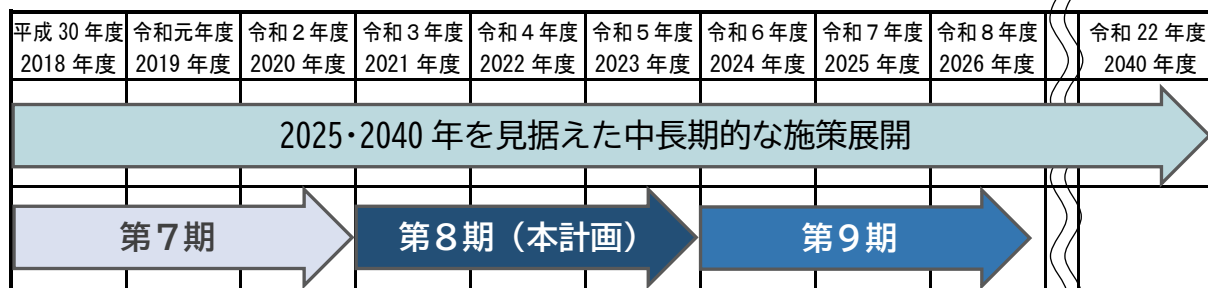 平成 30 年度 令和元年度 令和２年度 令和３年度 令和４年度 令和５年度 令和６年度 令和７年度 令和８年度 令和 22 年度
2018 年度 2019 年度 2020 年度 2021 年度 2022 年度 2023 年度 2024 年度 2025 年度 2026 年度 2040 年度
2025･2040 年を見据えた中長期的な施策展開
第７期 第８期（本計画） 第９期